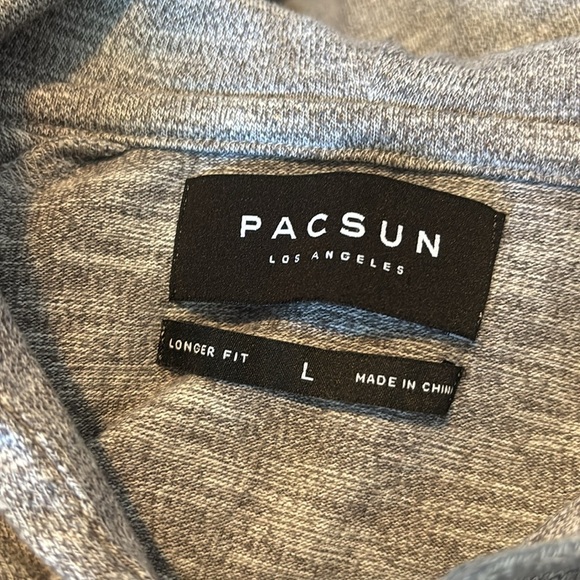 PACSUN
LOS ANGELES
LONGER FIT L MADE IN CHIN